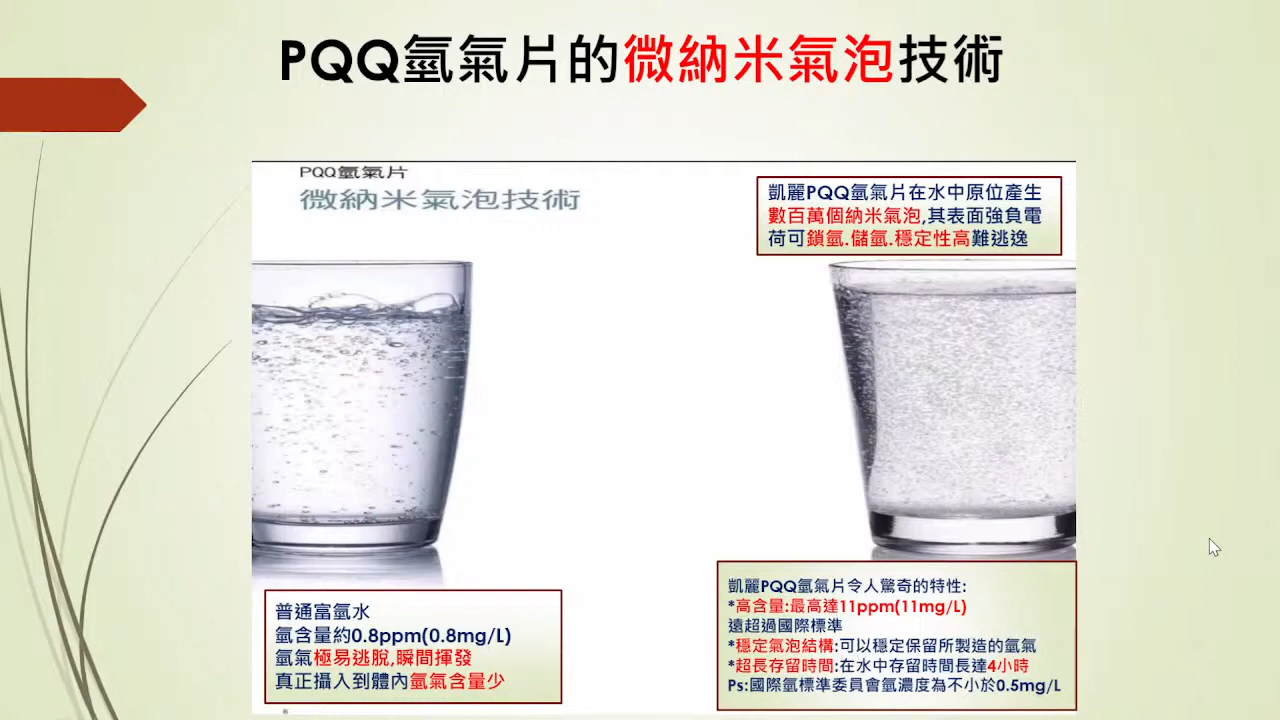 PQQ氫氣片的微納米氣泡技術
PQQ氫氣片
微納米氣泡技術
凱麗PQQ氫氣片在水中原位產生
數百萬個納米氣泡,其表面強負電
荷可鎖氫.儲氫.穩定性高難逃逸
普通富氫水
氫含量約0.8ppm(0.8mg/L)
氫氣極易逃脫,瞬間揮發
真正攝入到體內氫氣含量少
凱麗PQQ氫氣片令人驚奇的特性:
*高含量:最高達11ppm(11mg/L)
遠超過國際標準
*穩定氣泡結構:可以穩定保留所製造的氫氣
*超長存留時間:在水中存留時間長達4小時
Ps:國際氫標準委員會氫濃度為不小於0.5mg/L